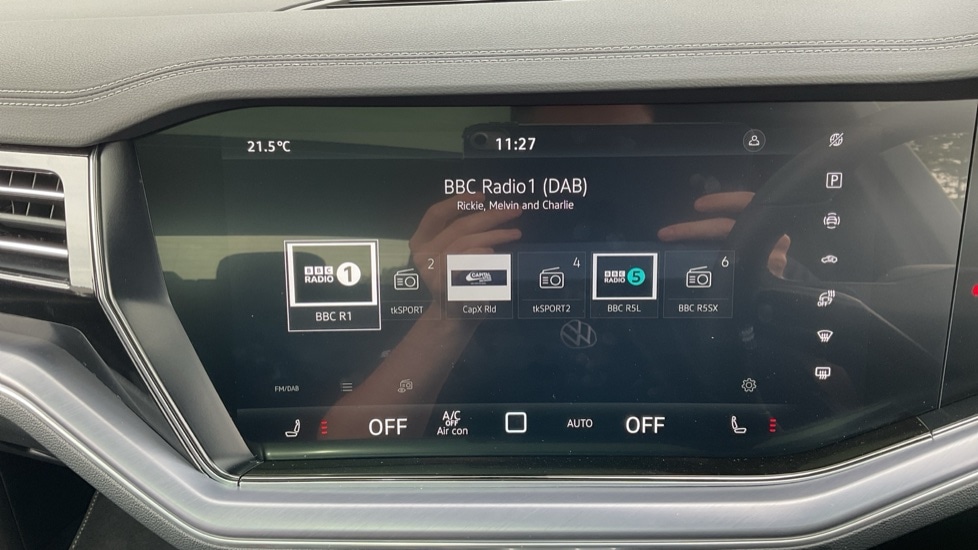 21.5°C
11:27
BBC Radio1 (DAB)
Rickie, Melvin and Charlie
BBC RADIO 1
BBC R1
2
tkSPORT
CAPITAL
CapX Rld
4
tkSPORT2
BBC RADIO 5
BBC R5L
6
BBC R5SX
P
OFF
FM/DAB
OFF
A/C OFF
Air con
AUTO
OFF